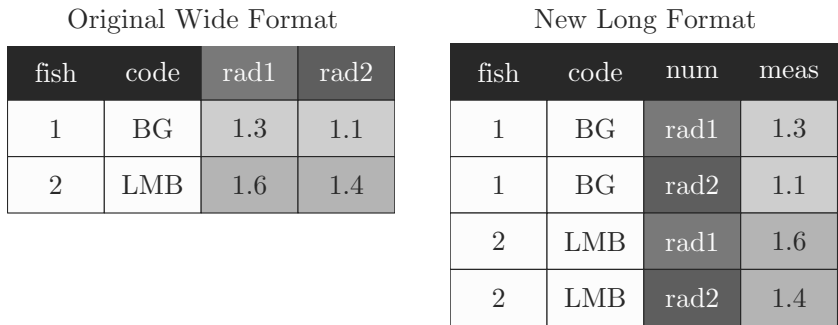 Original Wide Format
fish code rad1 rad2
1 BG 1.3 1.1
2 LMB 1.6 1.4
New Long Format
fish code num meas
1 BG rad1 1.3
1 BG rad2 1.1
2 LMB rad1 1.6
2 LMB rad2 1.4